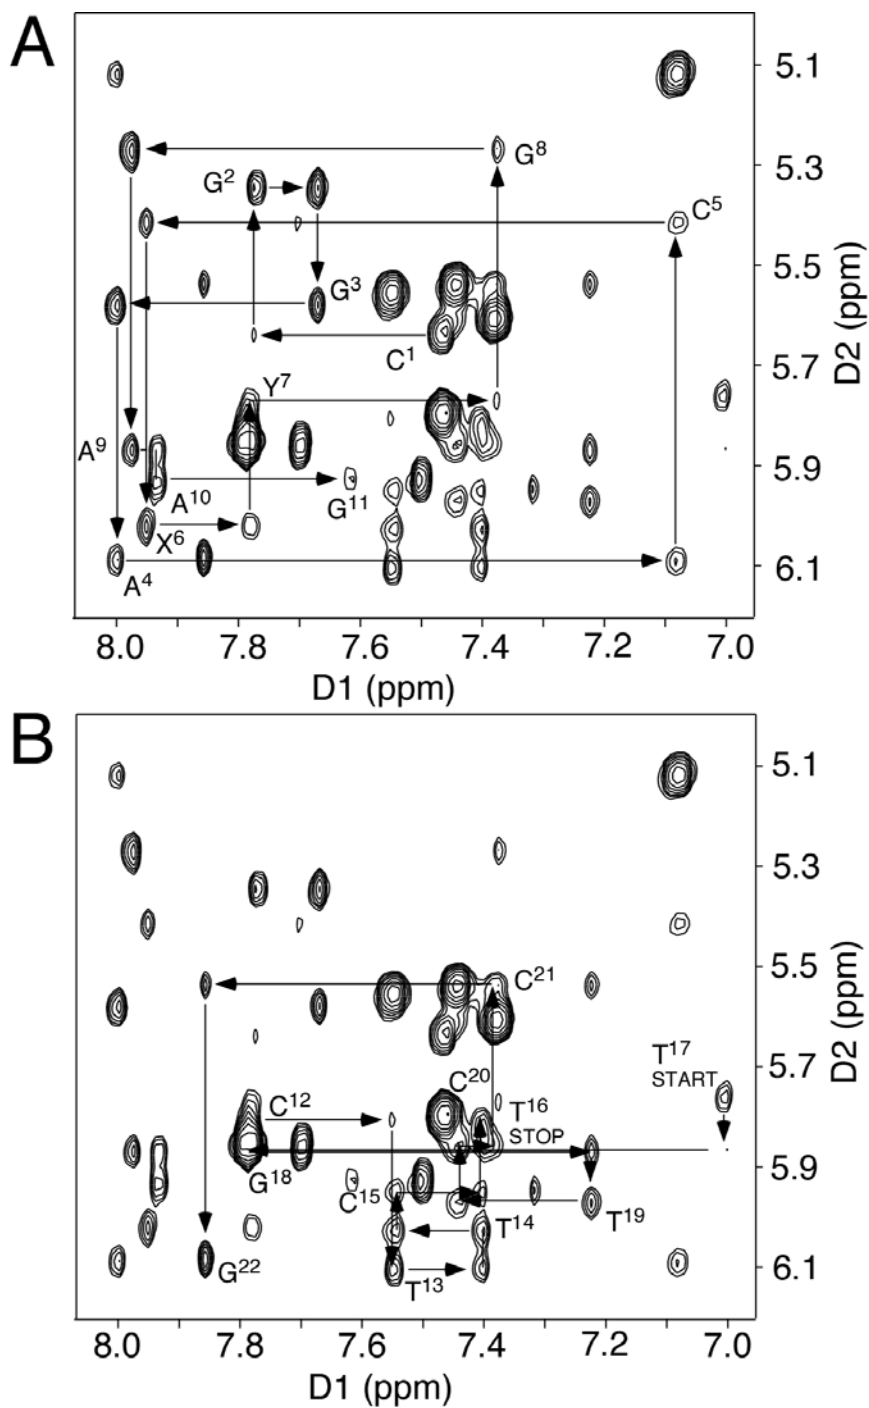 A
5.1
5.3
5.5
5.7
5.9
6.1
D2 (ppm)
G⁸
G²
C⁵
G³
C¹
Y⁷
A⁹
A¹⁰
G¹¹
X⁶
A⁴
8.0 7.8 7.6 7.4 7.2 7.0
D1 (ppm)
B
5.1
5.3
5.5
5.7
5.9
6.1
D2 (ppm)
C²¹
T¹⁷
START
C²⁰
C¹²
T¹⁶
STOP
G¹⁸
C¹⁵
T¹⁴
T¹⁹
G²²
T¹³
8.0 7.8 7.6 7.4 7.2 7.0
D1 (ppm)